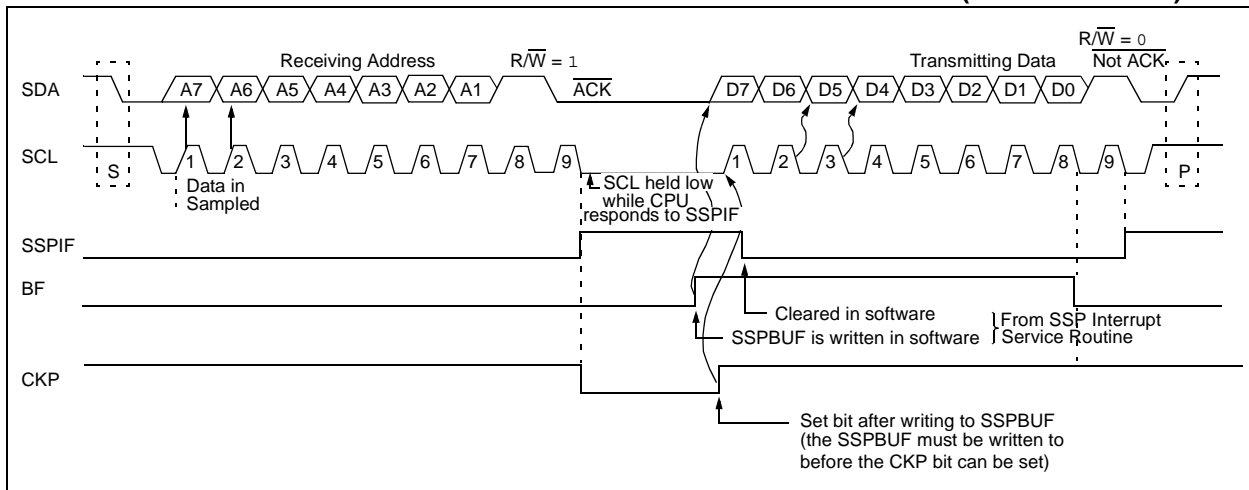 R/W = 0
Receiving Address R/W = 1 Transmitting Data Not ACK
SDA A7 A6 A5 A4 A3 A2 A1 ACK D7 D6 D5 D4 D3 D2 D1 D0
SCL S 1 2 3 4 5 6 7 8 9 1 2 3 4 5 6 7 8 9 P
Data in
Sampled
SCL held low
while CPU
responds to SSPIF
SSPIF
BF
Cleared in software
SSPBUF is written in software
From SSP Interrupt
Service Routine
CKP
Set bit after writing to SSPBUF
(the SSPBUF must be written to
before the CKP bit can be set)